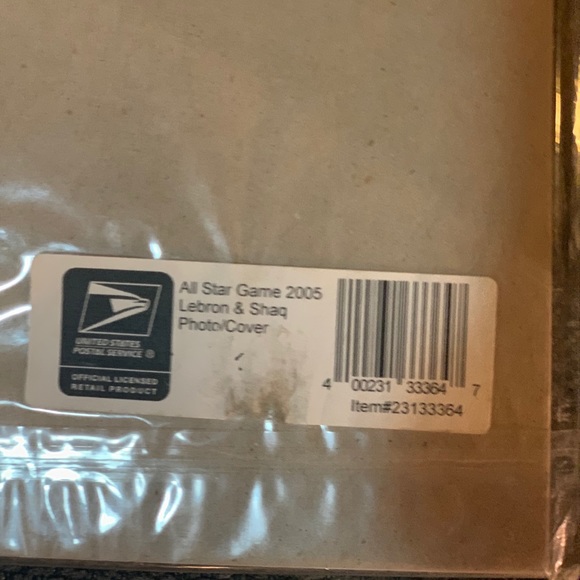 All Star Game 2005
Lebron & Shaq
Photo/Cover
UNITED STATES
POSTAL SERVICE ®
OFFICIAL LICENSED
RETAIL PRODUCT
4 00231 33364 7
Item#23133364